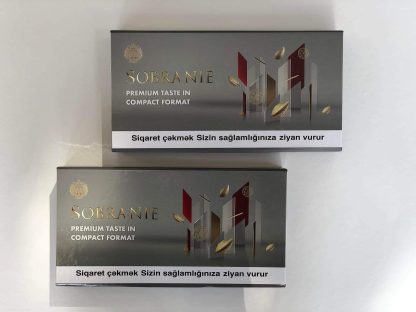 SOBRANIE
PREMIUM TASTE IN
COMPACT FORMAT
Siqaret çəkmək Sizin sağlamlığınıza ziyan vurur
SOBRANIE
PREMIUM TASTE IN
COMPACT FORMAT
Siqaret çəkmək Sizin sağlamlığınıza ziyan vurur